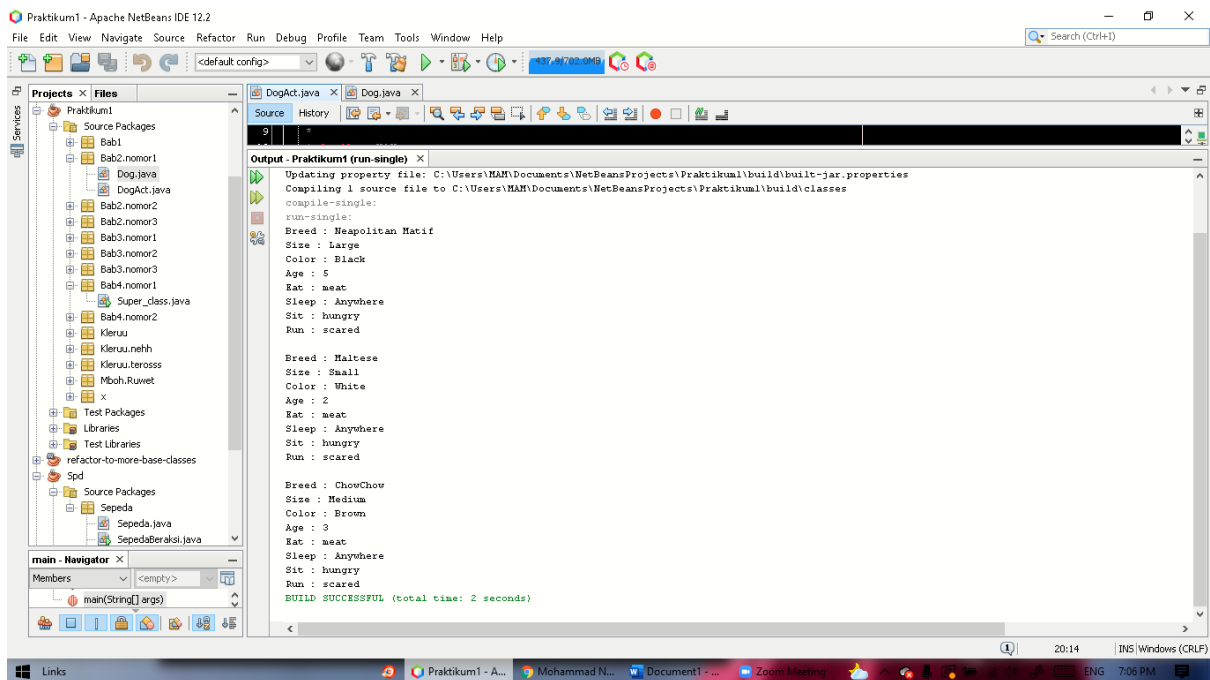 Praktikum1 - Apache NetBeans IDE 12.2
File Edit View Navigate Source Refactor Run Debug Profile Team Tools Window Help
Search (Ctrl+I)
<default config>
437.9/702.0MB
Projects Files
Services
Praktikum1
Source Packages
Bab1
Bab2.nomor1
Dog.java
DogAct.java
Bab2.nomor2
Bab2.nomor3
Bab3.nomor1
Bab3.nomor2
Bab3.nomor3
Bab4.nomor1
Super_class.java
Bab4.nomor2
Kleruu
Kleruu.nehh
Kleruu.terosss
Mboh.Ruwet
x
Test Packages
Libraries
Test Libraries
refactor-to-more-base-classes
Spd
Source Packages
Sepeda
Sepeda.java
SepedaBeraksi.java
main - Navigator
Members <empty>
main(String[] args)
DogAct.java Dog.java
Source History
9 *
Output - Praktikum1 (run-single)
Updating property file: C:\Users\MAM\Documents\NetBeansProjects\Praktikum1\build\built-jar.properties
Compiling 1 source file to C:\Users\MAM\Documents\NetBeansProjects\Praktikum1\build\classes
compile-single:
run-single:
Breed : Neapolitan Matif
Size : Large
Color : Black
Age : 5
Eat : meat
Sleep : Anywhere
Sit : hungry
Run : scared
Breed : Maltese
Size : Small
Color : White
Age : 2
Eat : meat
Sleep : Anywhere
Sit : hungry
Run : scared
Breed : ChowChow
Size : Medium
Color : Brown
Age : 3
Eat : meat
Sleep : Anywhere
Sit : hungry
Run : scared
BUILD SUCCESSFUL (total time: 2 seconds)
1 20:14 INS Windows (CRLF)
Links Praktikum1 - A... Mohammad N... Document1 - ... Zoom Meeting ENG 7:06 PM